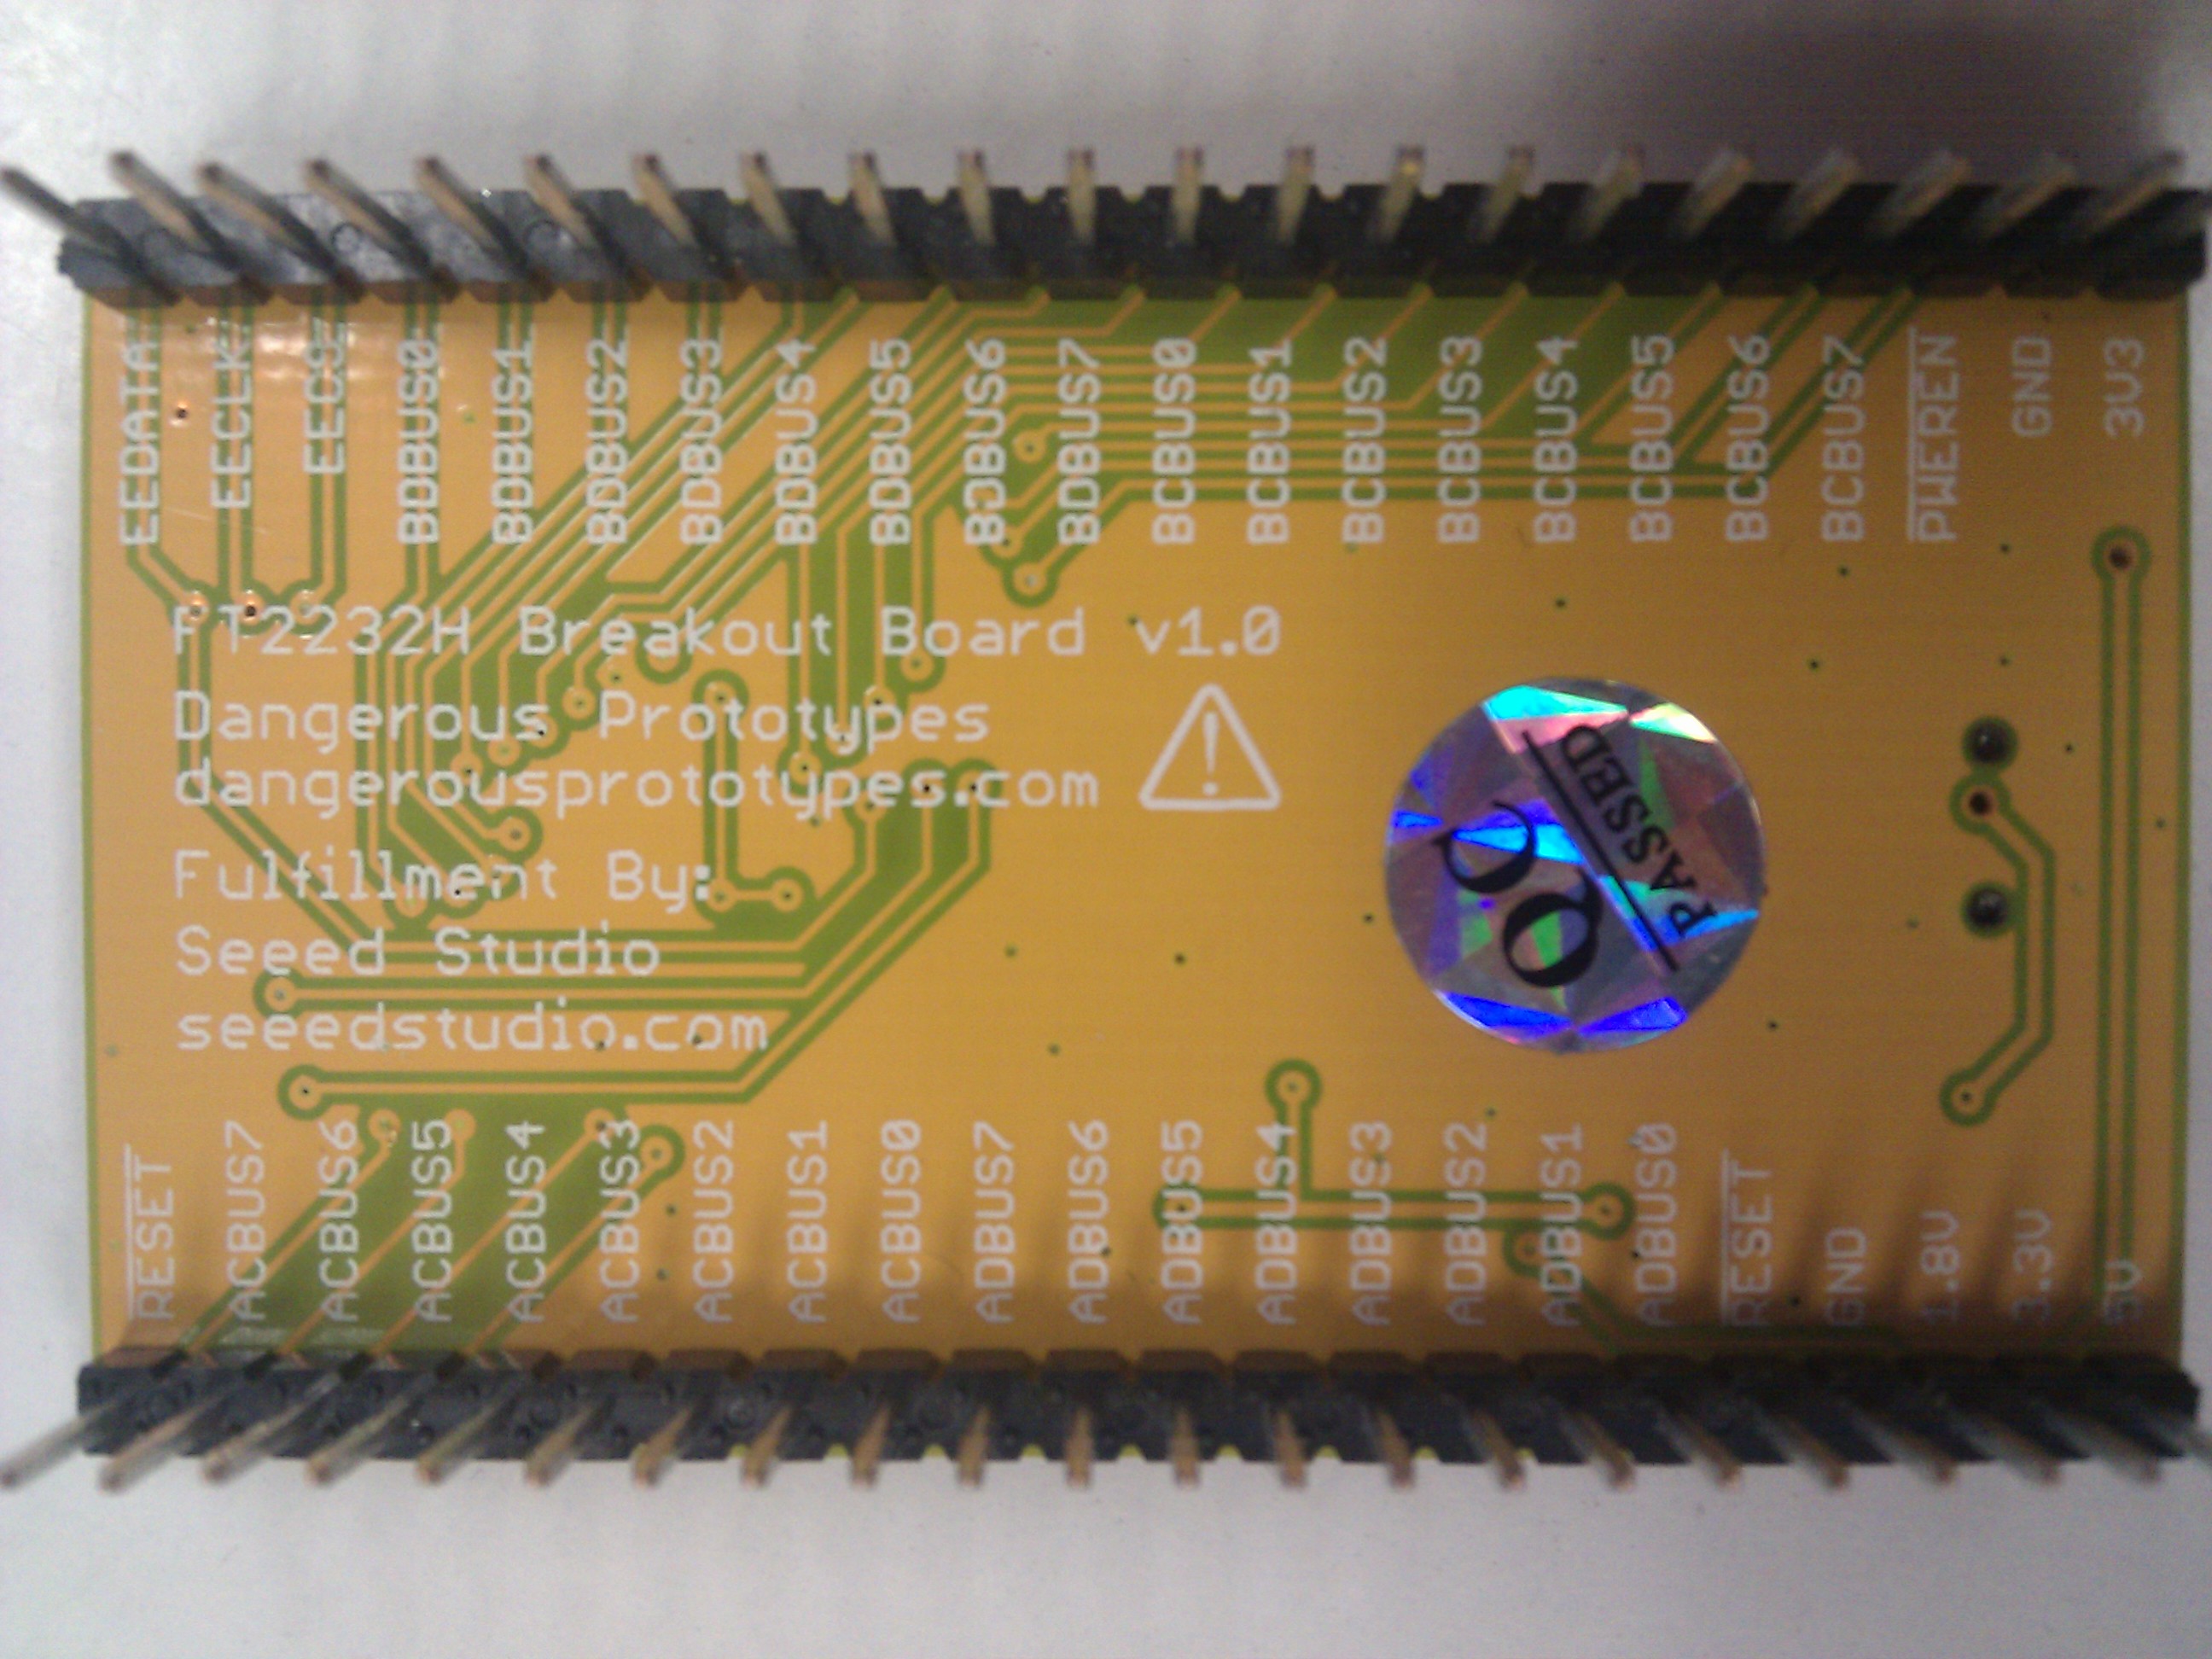 EEDATA
EECLK
EECS
BDBUS0
BDBUS1
BDBUS2
BDBUS3
BDBUS4
BDBUS5
BDBUS6
BDBUS7
BCBUS0
BCBUS1
BCBUS2
BCBUS3
BCBUS4
BCBUS5
BCBUS6
BCBUS7
PWEREN
GND
3V3
FT2232H Breakout Board v1.0
Dangerous Prototypes
dangerousprototypes.com
Fulfillment By:
Seeed Studio
seeedstudio.com
QC
PASSED
RESET
ACBUS7
ACBUS6
ACBUS5
ACBUS4
ACBUS3
ACBUS2
ACBUS1
ACBUS0
ADBUS7
ADBUS6
ADBUS5
ADBUS4
ADBUS3
ADBUS2
ADBUS1
ADBUS0
RESET
GND
1.8V
3.3V
5V